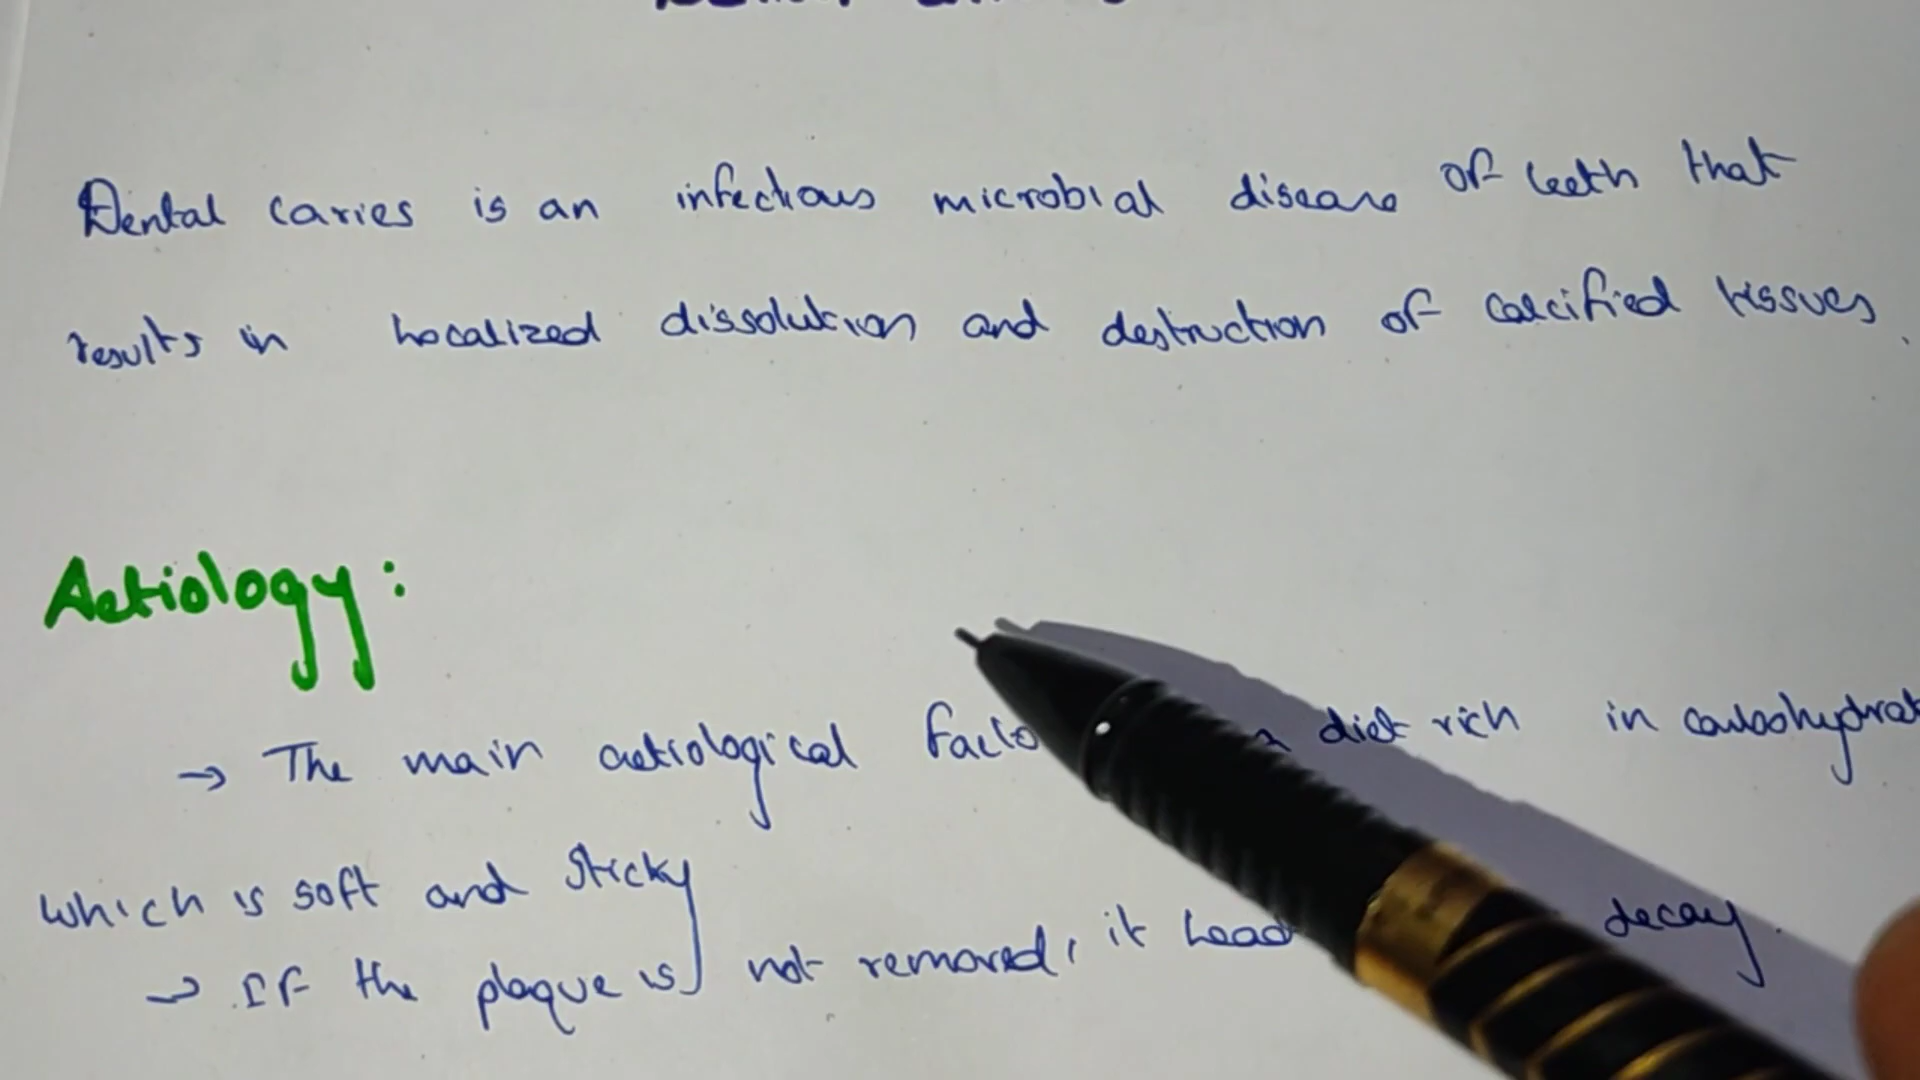 Dental caries is an infectious microbial disease of teeth that
results in localized dissolution and destruction of calcified tissues.
Aetiology:
→ The main aetiological facto a diet rich in carbohydrat
which is soft and sticky
→ If the plaque is not removed, it lead decay.